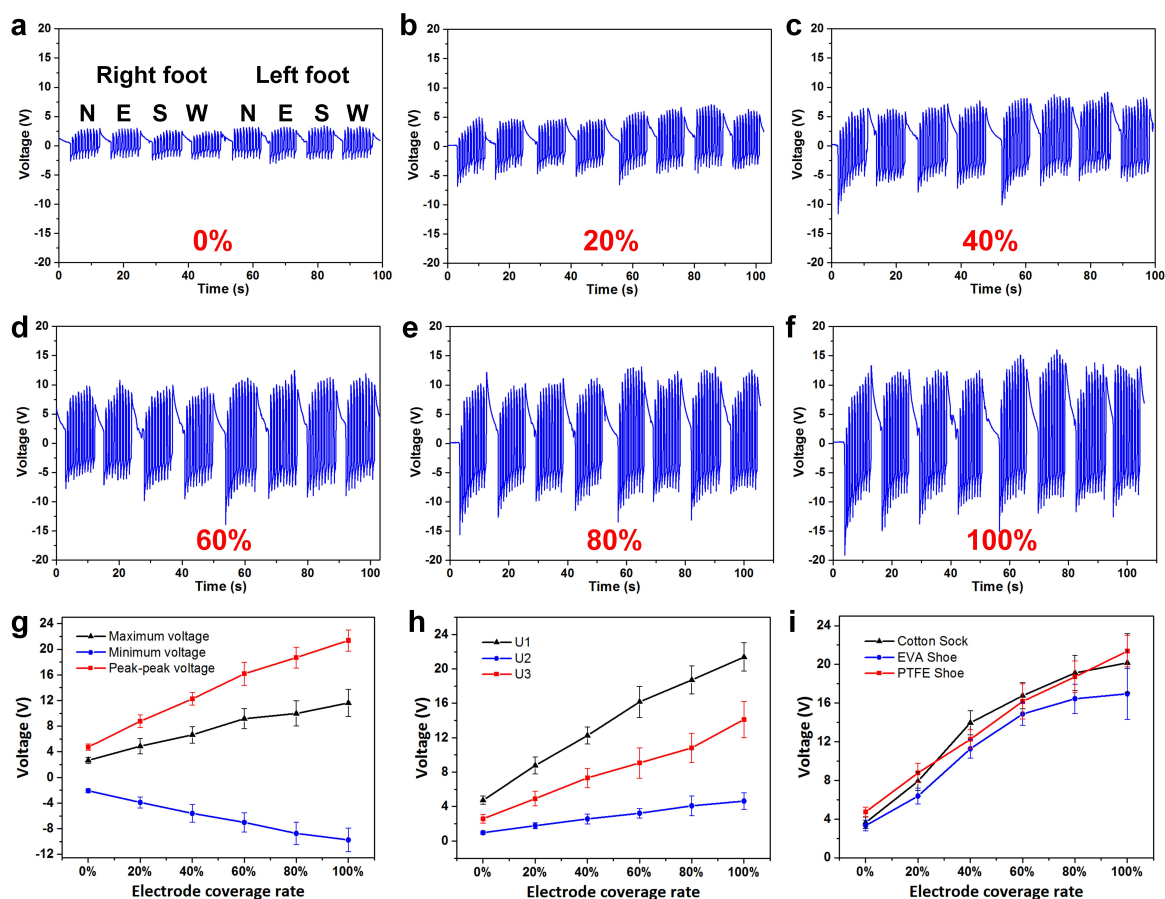 a
20
15
10
5
0
-5
-10
-15
-20
Voltage (V)
Right foot Left foot
N E S W N E S W
0%
0 20 40 60 80 100
Time (s)
b
20
15
10
5
0
-5
-10
-15
-20
Voltage (V)
20%
0 20 40 60 80 100
Time (s)
c
20
15
10
5
0
-5
-10
-15
-20
Voltage (V)
40%
0 20 40 60 80 100
Time (s)
d
20
15
10
5
0
-5
-10
-15
-20
Voltage (V)
60%
0 20 40 60 80 100
Time (s)
e
20
15
10
5
0
-5
-10
-15
-20
Voltage (V)
80%
0 20 40 60 80 100
Time (s)
f
20
15
10
5
0
-5
-10
-15
-20
Voltage (V)
100%
0 20 40 60 80 100
Time (s)
g
24
20
16
12
8
4
0
-4
-8
-12
Voltage (V)
Maximum voltage
Minimum voltage
Peak-peak voltage
0% 20% 40% 60% 80% 100%
Electrode coverage rate
h
24
20
16
12
8
4
0
Voltage (V)
U1
U2
U3
0% 20% 40% 60% 80% 100%
Electrode coverage rate
i
24
20
16
12
8
4
0
Voltage (V)
Cotton Sock
EVA Shoe
PTFE Shoe
0% 20% 40% 60% 80% 100%
Electrode coverage rate